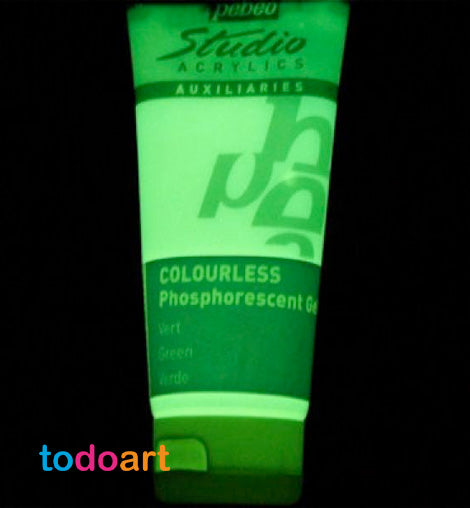 pebeo
Studio
ACRYLICS
AUXILIARIES
COLOURLESS
Phosphorescent Ge
Vert
Green
Verde
todoart